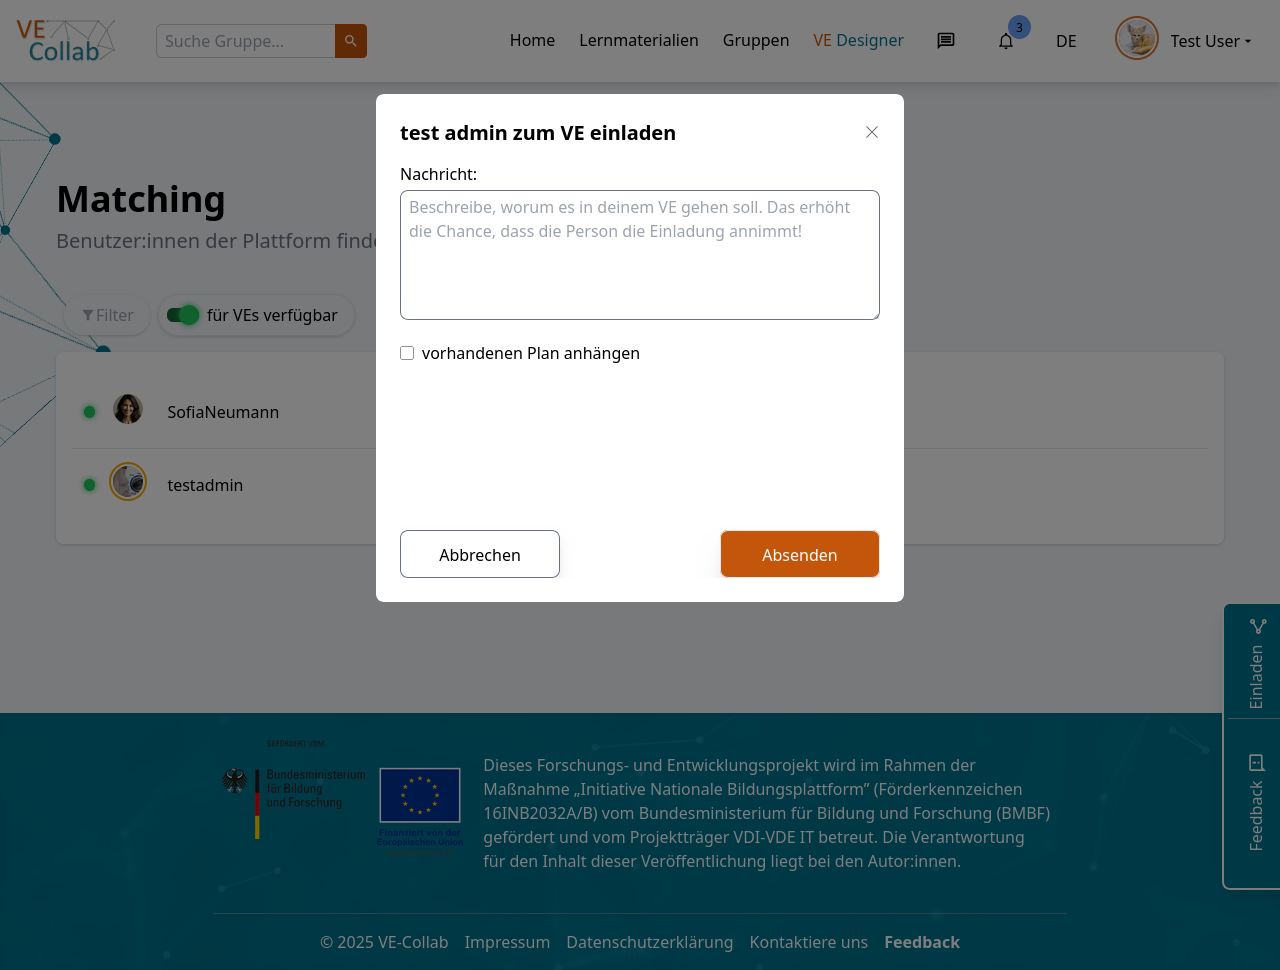 VE
Collab
Suche Gruppe...
Home
Lernmaterialien
Gruppen
VE Designer
3
DE
Test User
test admin zum VE einladen
Nachricht:
Beschreibe, worum es in deinem VE gehen soll. Das erhöht
die Chance, dass die Person die Einladung annimmt!
vorhandenen Plan anhängen
Abbrechen
Absenden
Matching
Benutzer:innen der Plattform finde
Filter
für VEs verfügbar
SofiaNeumann
testadmin
Einladen
Feedback
GEFÖRDERT VOM
Bundesministerium
für Bildung
und Forschung
Finanziert von der
Europäischen Union
Dieses Forschungs- und Entwicklungsprojekt wird im Rahmen der
Maßnahme „Initiative Nationale Bildungsplattform” (Förderkennzeichen
16INB2032A/B) vom Bundesministerium für Bildung und Forschung (BMBF)
gefördert und vom Projektträger VDI-VDE IT betreut. Die Verantwortung
für den Inhalt dieser Veröffentlichung liegt bei den Autor:innen.
© 2025 VE-Collab
Impressum
Datenschutzerklärung
Kontaktiere uns
Feedback